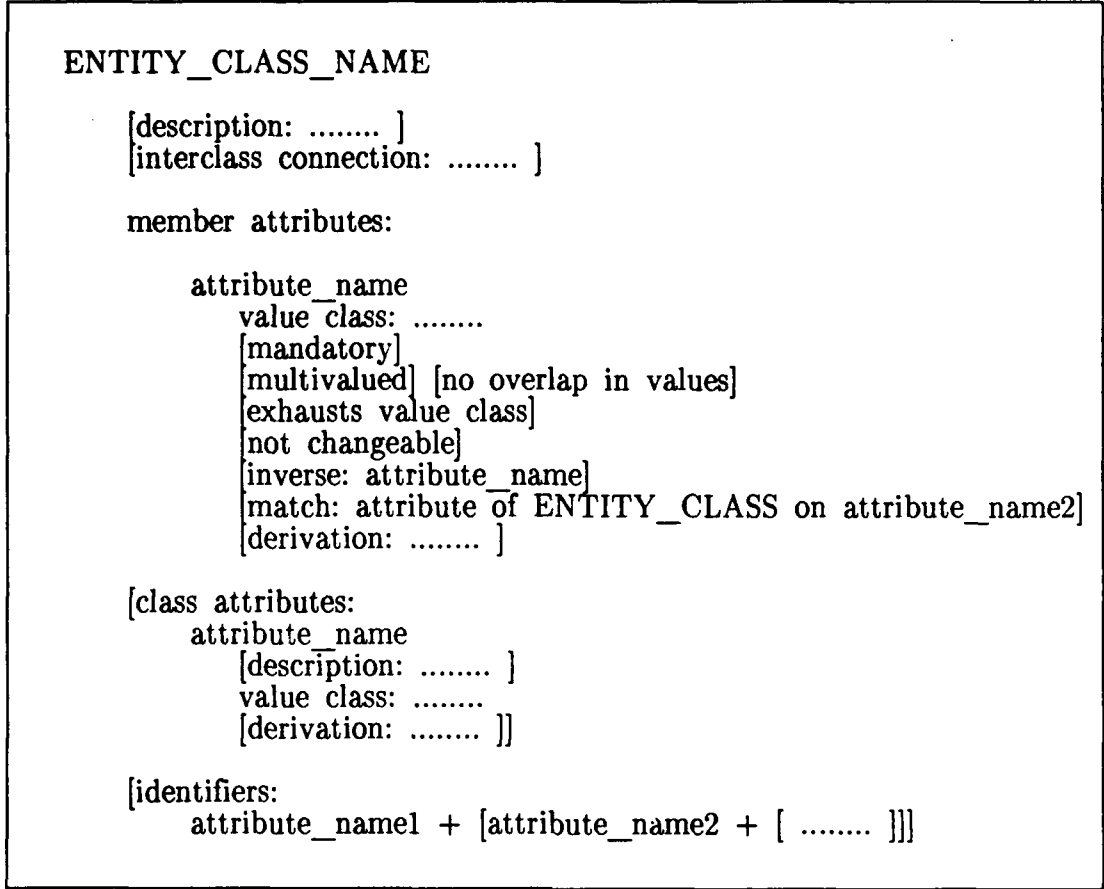 ENTITY_CLASS_NAME
[description: ........ ]
[interclass connection: ........ ]
member attributes:
attribute_name
value class: ........
[mandatory]
[multivalued] [no overlap in values]
[exhausts value class]
[not changeable]
[inverse: attribute_name]
[match: attribute of ENTITY_CLASS on attribute_name2]
[derivation: ........ ]
[class attributes:
attribute_name
[description: ........ ]
value class: ........
[derivation: ........ ]]
[identifiers:
attribute_name1 + [attribute_name2 + [ ........ ]]]